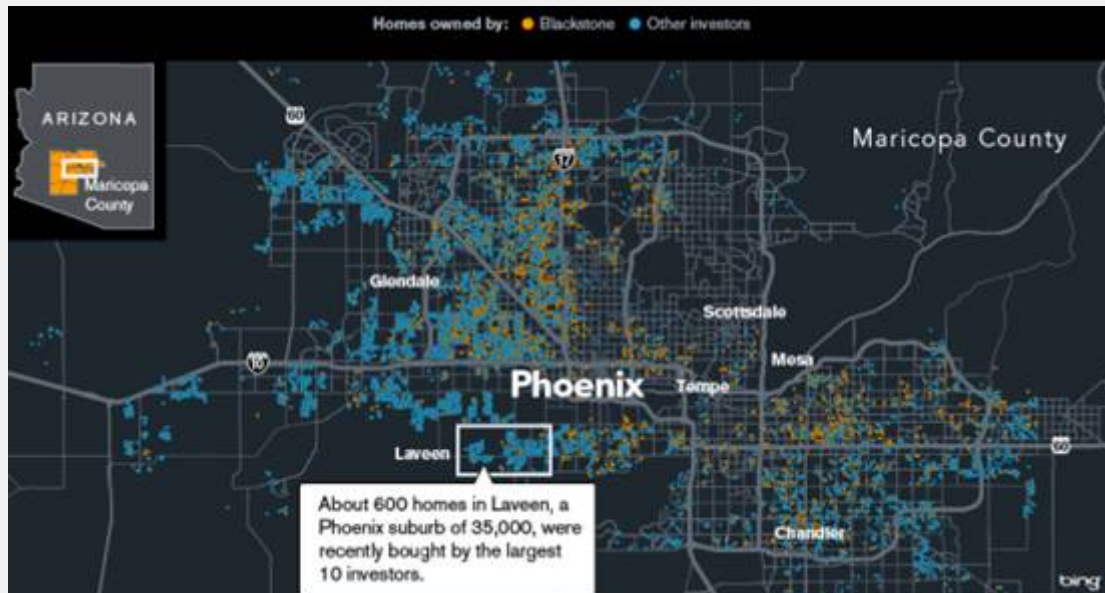 Homes owned by: Blackstone Other investors
ARIZONA
Maricopa
County
60
17
Maricopa County
Glendale
Scottsdale
10
Mesa
Phoenix
Tempe
Laveen
60
About 600 homes in Laveen, a
Phoenix suburb of 35,000, were
recently bought by the largest
10 investors.
Chandler
bing